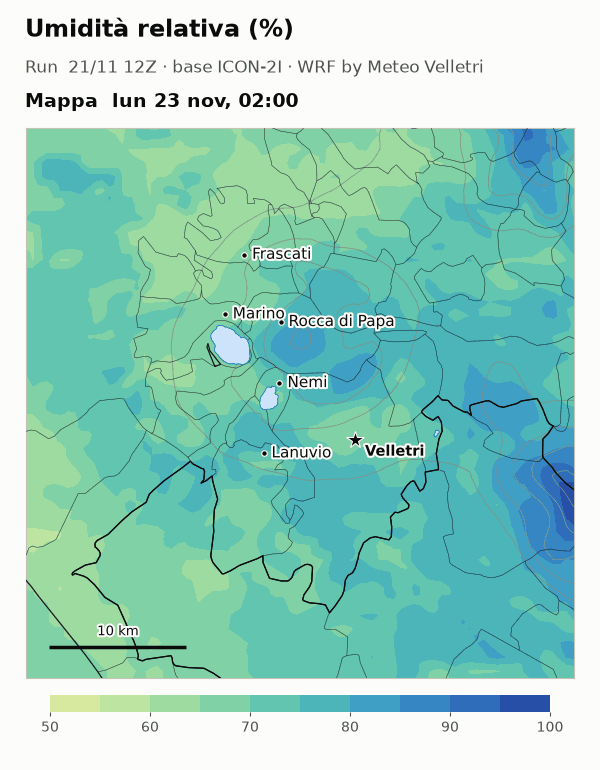 Umidità relativa (%)
Run  21/11 12Z · base ICON-2I · WRF by Meteo Velletri
Mappa  lun 23 nov, 02:00
Frascati
Marino
Rocca di Papa
Nemi
Velletri
Lanuvio
10 km
50 60 70 80 90 100